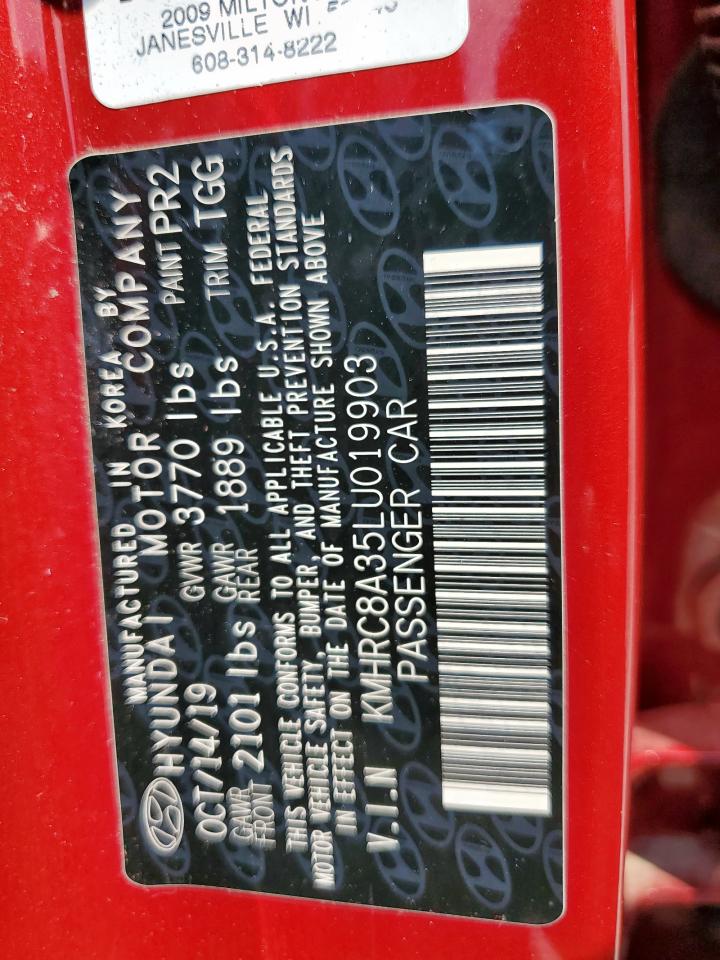 2009 MILTON
JANESVILLE WI
608-314-8222
MANUFACTURED IN KOREA BY
HYUNDAI MOTOR COMPANY
OCT/14/19 GVWR 3770 lbs PAINT PR2
GAWR FRONT 2101 lbs GAWR REAR 1889 lbs TRIM TGG
THIS VEHICLE CONFORMS TO ALL APPLICABLE U.S.A. FEDERAL
MOTOR VEHICLE SAFETY, BUMPER, AND THEFT PREVENTION STANDARDS
IN EFFECT ON THE DATE OF MANUFACTURE SHOWN ABOVE
V.I.N KMHRC8A35LU019903
PASSENGER CAR